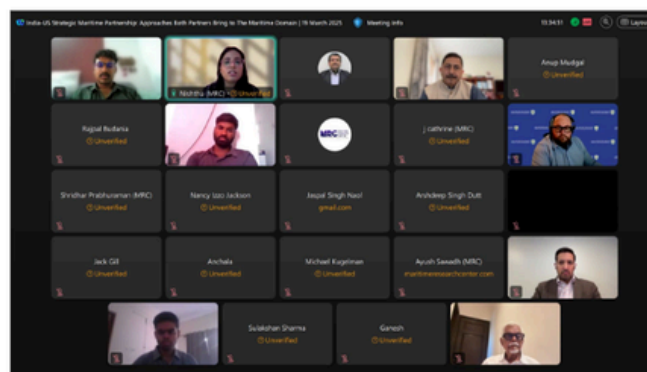 India-US Strategic Maritime Partnership: Approaches Both Partners Bring to The Maritime Domain | 19 March 2025
Meeting Info
Layout
Nishtha (MRC)
Unverified
Anup Mudgal
Unverified
Rajpal Budania
Unverified
MRC
J cathrine (MRC)
Unverified
Shridhar Prabhuraman (MRC)
Unverified
Nancy Izzo Jackson
Unverified
Jaspal Singh Naol
gmail.com
Arshdeep Singh Dutt
Unverified
Jack Gill
Unverified
Anchala
Unverified
Michael Kugelman
Unverified
Ayush Sawadh (MRC)
maritimeresearchcenter.com
Sulakshan Sharma
Unverified
Ganesh
Unverified